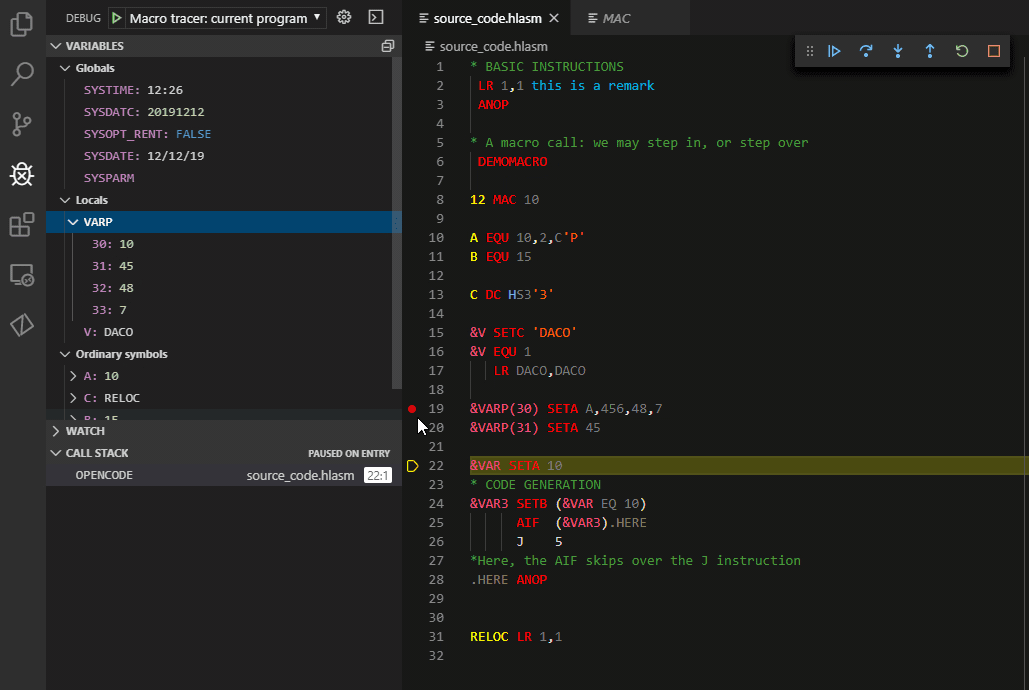 DEBUG Macro tracer: current program
VARIABLES
Globals
SYSTIME: 12:26
SYSDATC: 20191212
SYSOPT_RENT: FALSE
SYSDATE: 12/12/19
SYSPARM
Locals
VARP
30: 10
31: 45
32: 48
33: 7
V: DACO
Ordinary symbols
A: 10
C: RELOC
B: 15
WATCH
CALL STACK PAUSED ON ENTRY
OPENCODE source_code.hlasm 22:1
source_code.hlasm MAC
source_code.hlasm
1 * BASIC INSTRUCTIONS
2 LR 1,1 this is a remark
3 ANOP
4
5 * A macro call: we may step in, or step over
6 DEMOMACRO
7
8 12 MAC 10
9
10 A EQU 10,2,C'P'
11 B EQU 15
12
13 C DC HS3'3'
14
15 &V SETC 'DACO'
16 &V EQU 1
17 LR DACO,DACO
18
19 &VARP(30) SETA A,456,48,7
20 &VARP(31) SETA 45
21
22 &VAR SETA 10
23 * CODE GENERATION
24 &VAR3 SETB (&VAR EQ 10)
25 AIF (&VAR3).HERE
26 J 5
27 *Here, the AIF skips over the J instruction
28 .HERE ANOP
29
30
31 RELOC LR 1,1
32